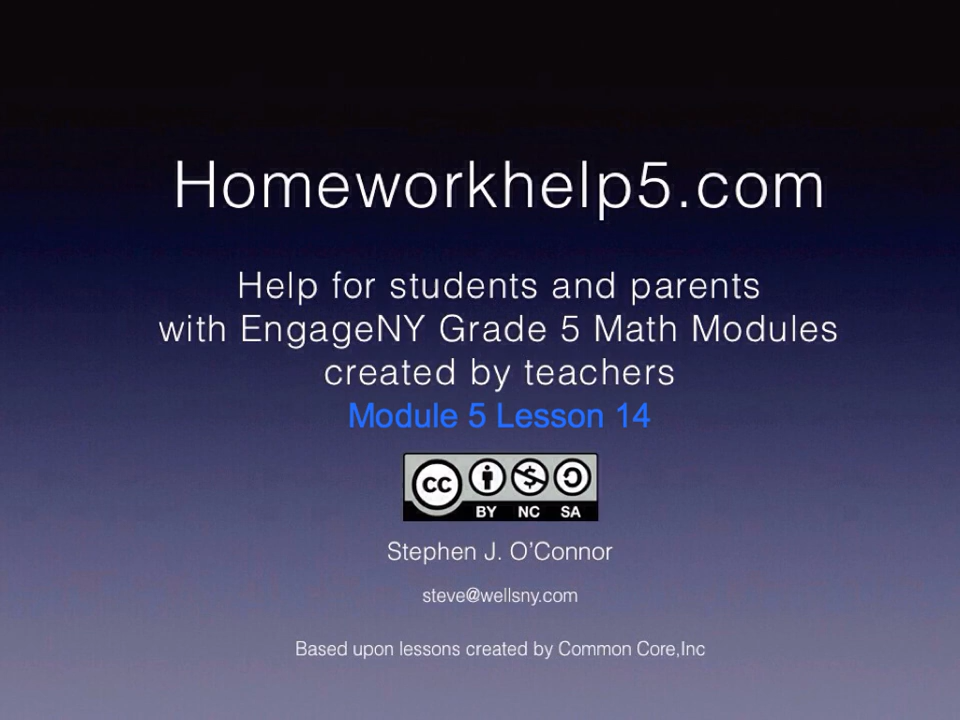 Homeworkhelp5.com
Help for students and parents
with EngageNY Grade 5 Math Modules
created by teachers
Module 5 Lesson 14
cc
BY NC SA
Stephen J. O'Connor
steve@wellsny.com
Based upon lessons created by Common Core,Inc